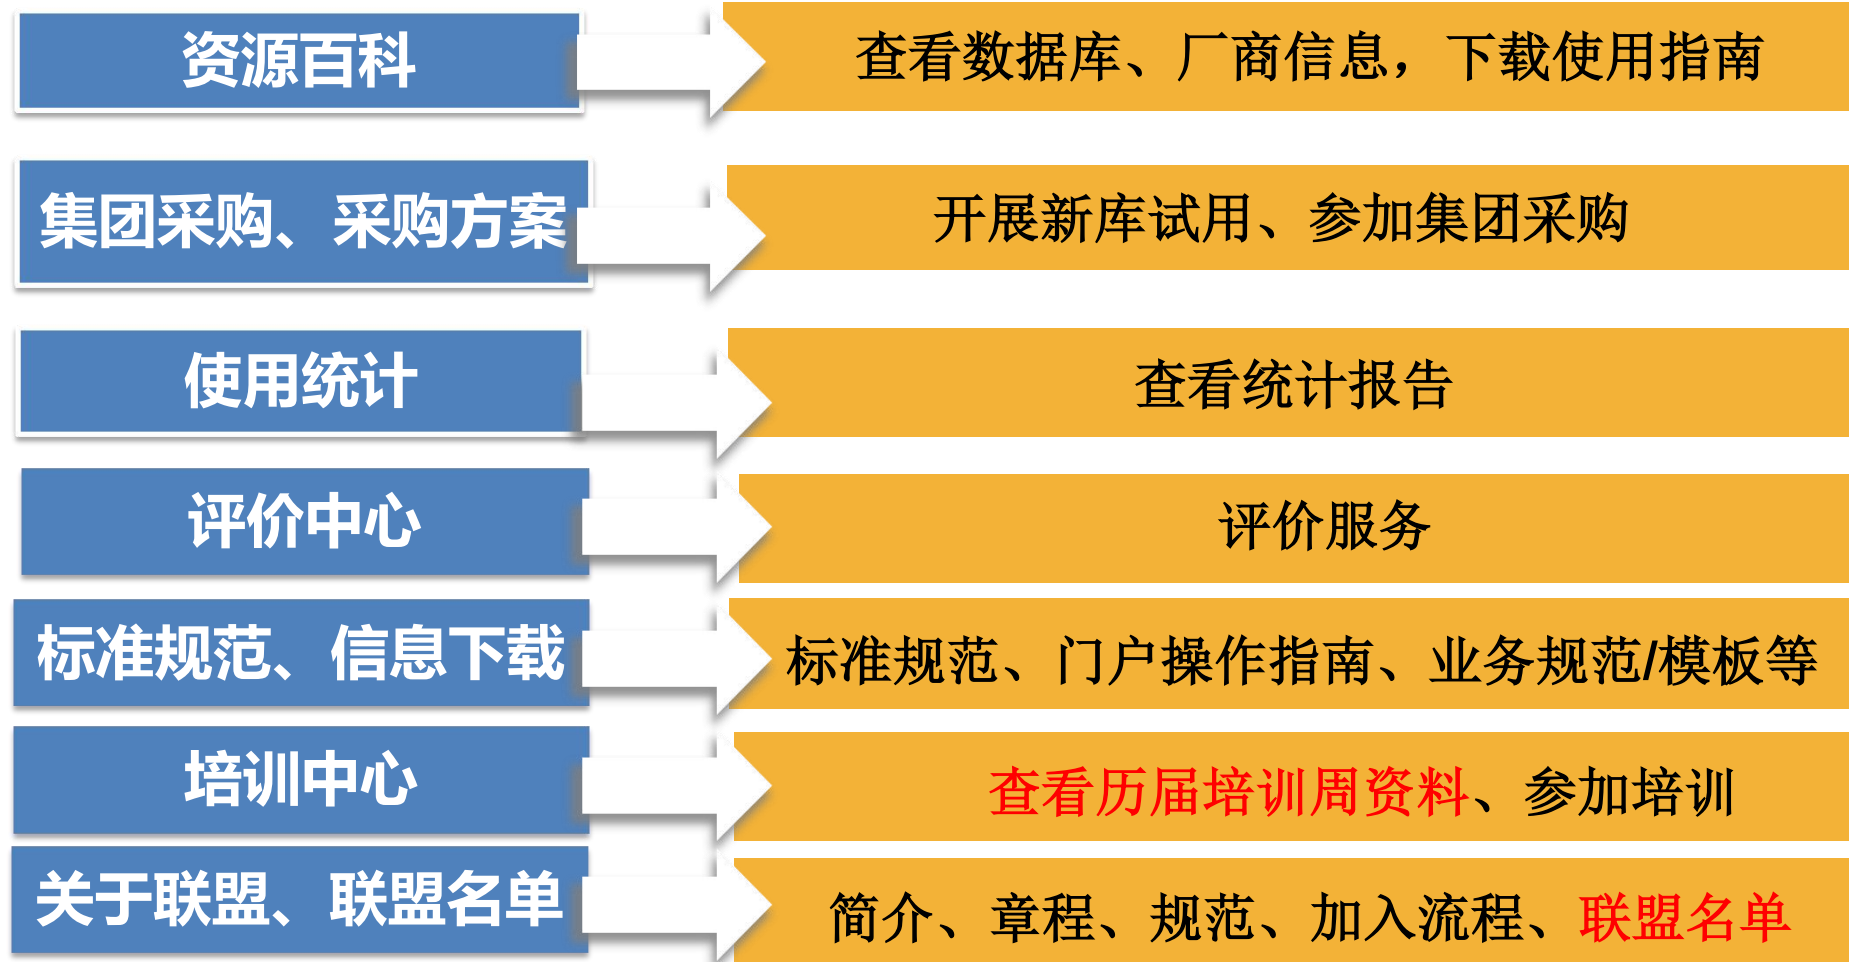 资源百科
查看数据库、厂商信息，下载使用指南
集团采购、采购方案
开展新库试用、参加集团采购
使用统计
查看统计报告
评价中心
评价服务
标准规范、信息下载
标准规范、门户操作指南、业务规范/模板等
培训中心
查看历届培训周资料、参加培训
关于联盟、联盟名单
简介、章程、规范、加入流程、联盟名单